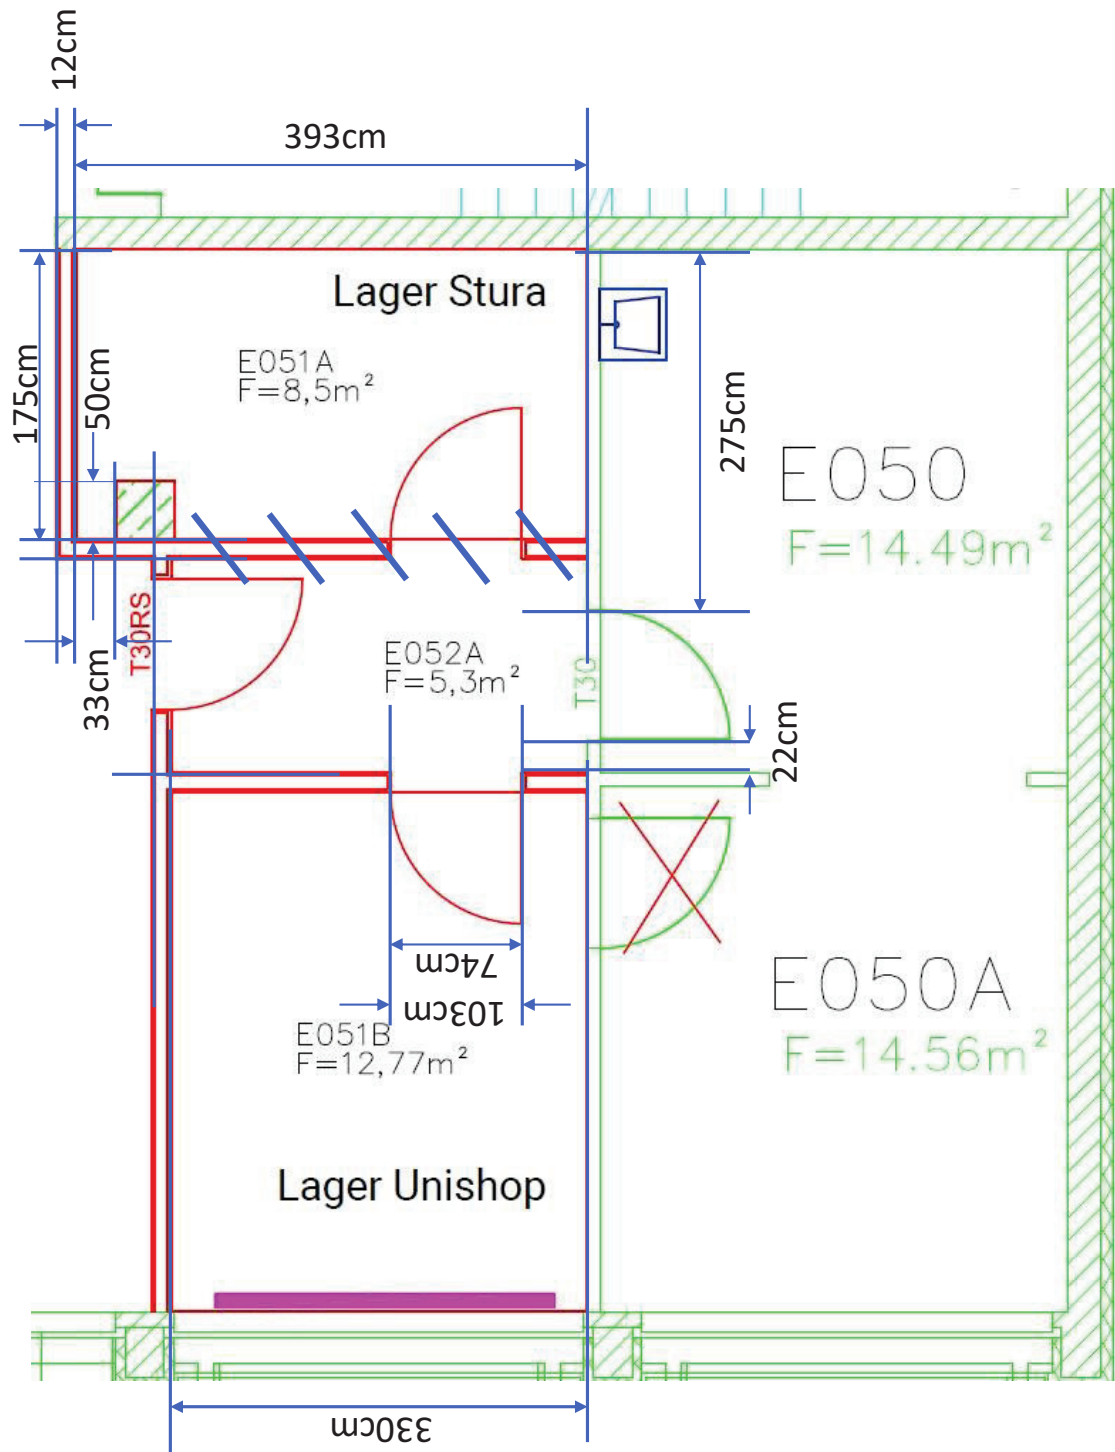 12cm
393cm
Lager Stura
E051A
F=8,5m²
175cm
50cm
275cm
E050
F=14.49m²
T30RS
33cm
E052A
F=5,3m²
T30
22cm
74cm
103cm
E051B
F=12,77m²
E050A
F=14.56m²
Lager Unishop
330cm